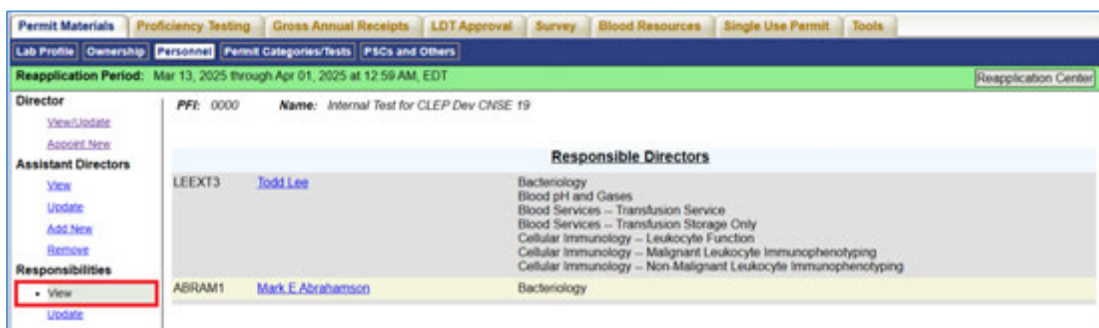 Permit Materials Proficiency Testing Gross Annual Receipts LDT Approval Survey Blood Resources Single Use Permit Tools
Lab Profile Ownership Personnel Permit Categories/Tests PSCs and Others
Reapplication Period: Mar 13, 2025 through Apr 01, 2025 at 12:59 AM, EDT Reapplication Center
Director
View/Update
Appoint New
Assistant Directors
View
Update
Add New
Remove
Responsibilities
• View
Update
PFI: 0000 Name: Internal Test for CLEP Dev CNSE 19
Responsible Directors
LEEXT3 Todd Lee Bacteriology
Blood pH and Gases
Blood Services -- Transfusion Service
Blood Services -- Transfusion Storage Only
Cellular Immunology -- Leukocyte Function
Cellular Immunology -- Malignant Leukocyte Immunophenotyping
Cellular Immunology -- Non-Malignant Leukocyte Immunophenotyping
ABRAM1 Mark E Abrahamson Bacteriology